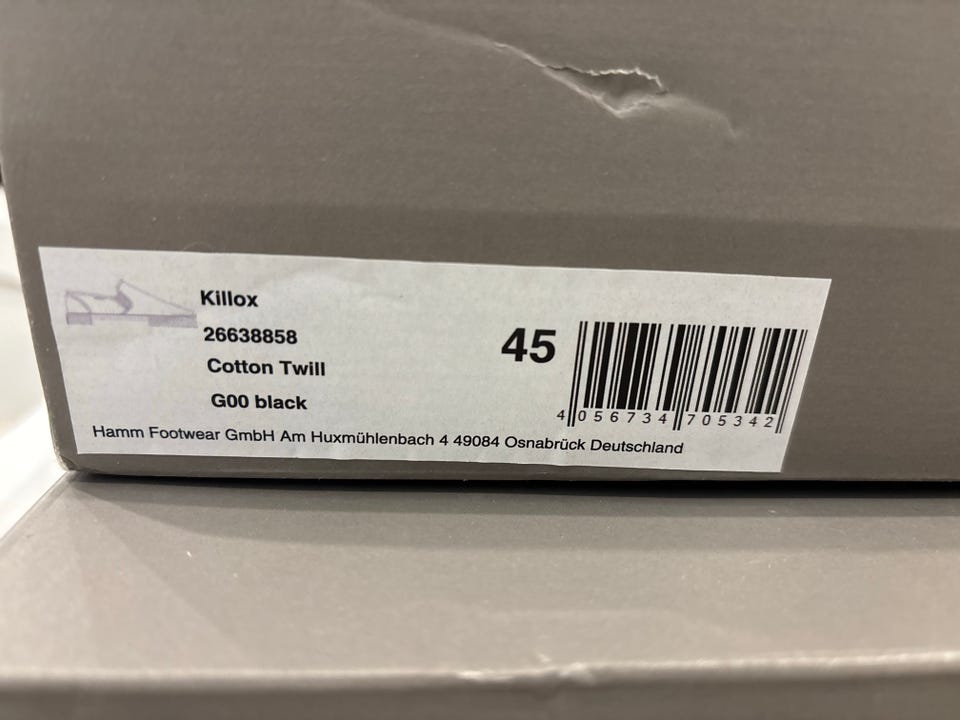 Killox
26638858
Cotton Twill
G00 black
45
4 056734 705342
Hamm Footwear GmbH Am Huxmühlenbach 4 49084 Osnabrück Deutschland